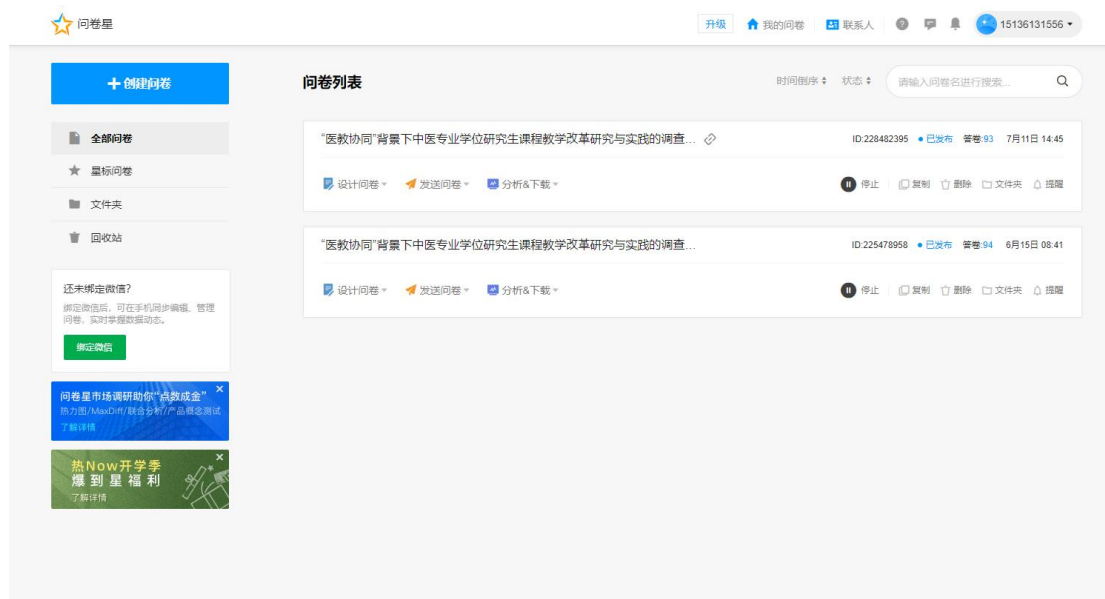 问卷星
升级 我的问卷 联系人 15136131556
创建问卷
问卷列表
时间倒序 状态 请输入问卷名进行搜索...
全部问卷
星标问卷
文件夹
回收站
“医教协同”背景下中医专业学位研究生课程教学改革研究与实践的调查...
ID:228482395 已发布 答卷:93 7月11日 14:45
设计问卷 发送问卷 分析&下载
停止 复制 删除 文件夹 提醒
“医教协同”背景下中医专业学位研究生课程教学改革研究与实践的调查...
ID:225478958 已发布 答卷:94 6月15日 08:41
设计问卷 发送问卷 分析&下载
停止 复制 删除 文件夹 提醒
还未绑定微信?
绑定微信后，可在手机同步编辑、管理
问卷，实时掌握数据动态。
绑定微信
问卷星市场调研助你“点数成金”
热力图/MaxDiff/联合分析/产品概念测试
了解详情
热Now开学季
爆到星福利
了解详情